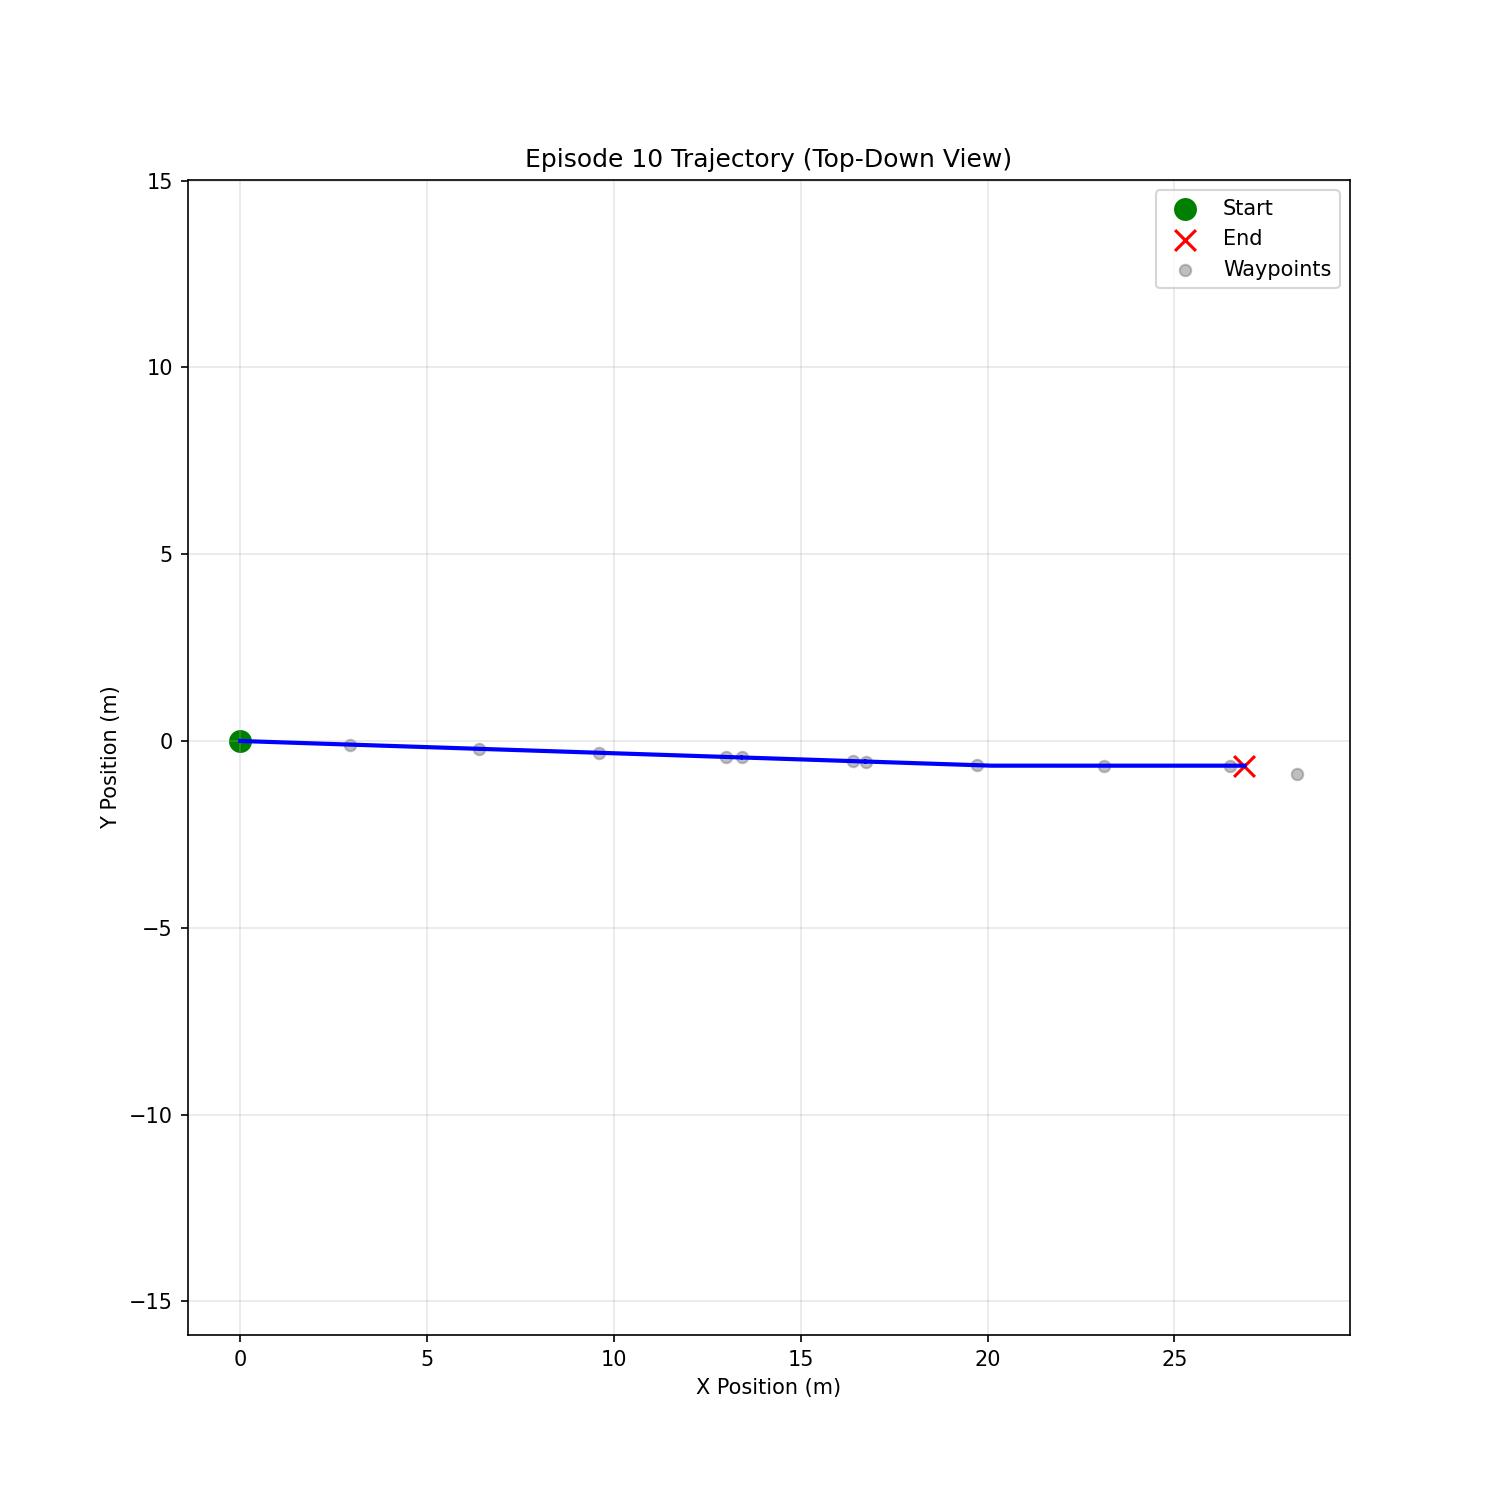 Episode 10 Trajectory (Top-Down View)
Start
End
Waypoints
15
10
5
0
−5
−10
−15
Y Position (m)
0 5 10 15 20 25
X Position (m)